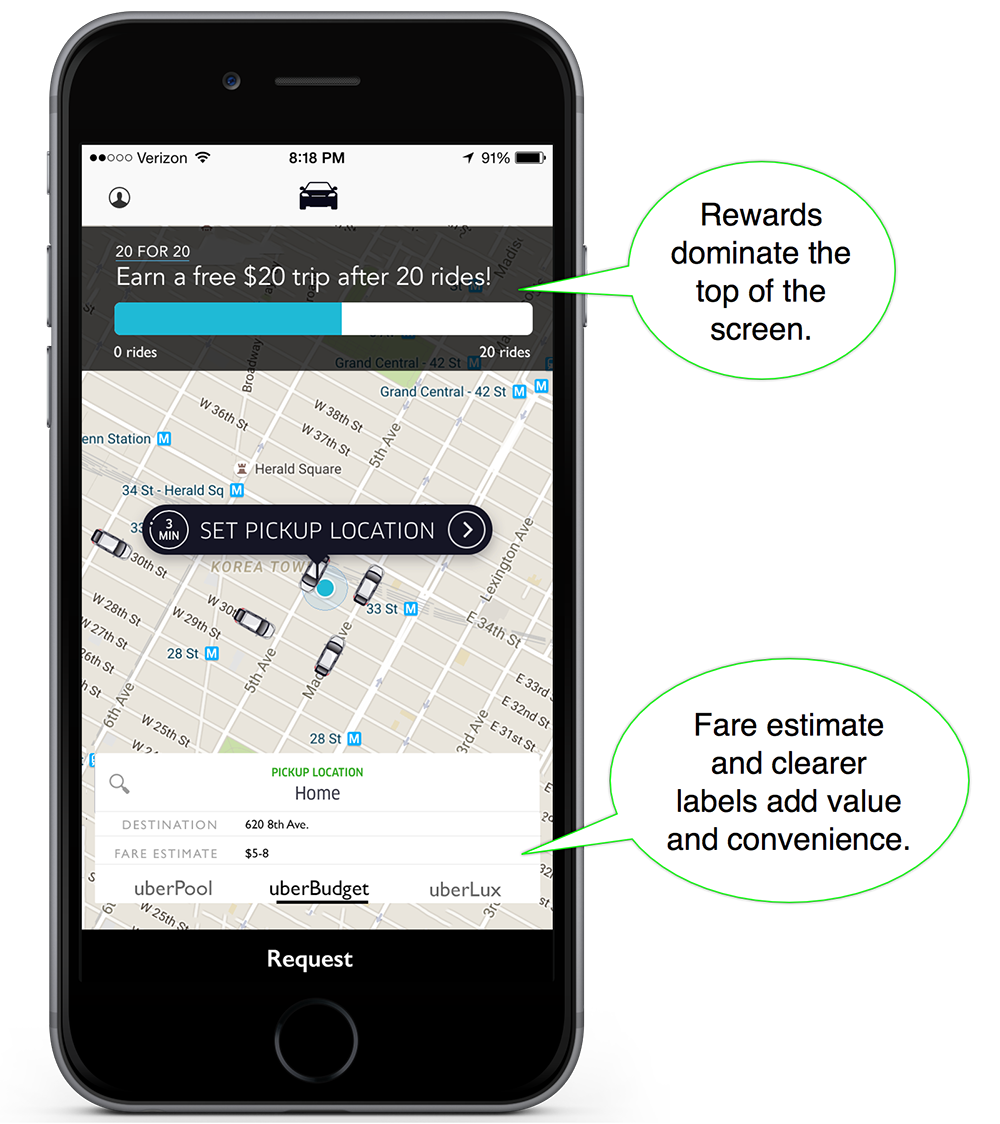 Verizon
8:18 PM
91%
20 FOR 20
Earn a free $20 trip after 20 rides!
0 rides
20 rides
Rewards
dominate the
top of the
screen.
Grand Central - 42 St M
Grand Central - 42 St M M
Broadway
W 36th St
W 38th St
W 37th St
5th Ave
enn Station M
Herald Square
34 St - Herald Sq M
3 MIN
SET PICKUP LOCATION
30th St
KOREA TOW
Lexington Ave
W 28th St
W 29th St
W 30
33 St M
E 34th St
W 27th St
28 St M
26th St
5th Ave
6th Ave
E 33rd S
E 32nd St
E 31st St
3rd Ave
W 25th St
28 St M
PICKUP LOCATION
Home
DESTINATION 620 8th Ave.
FARE ESTIMATE $5-8
uberPool uberBudget uberLux
W 25th St
Request
Fare estimate
and clearer
labels add value
and convenience.